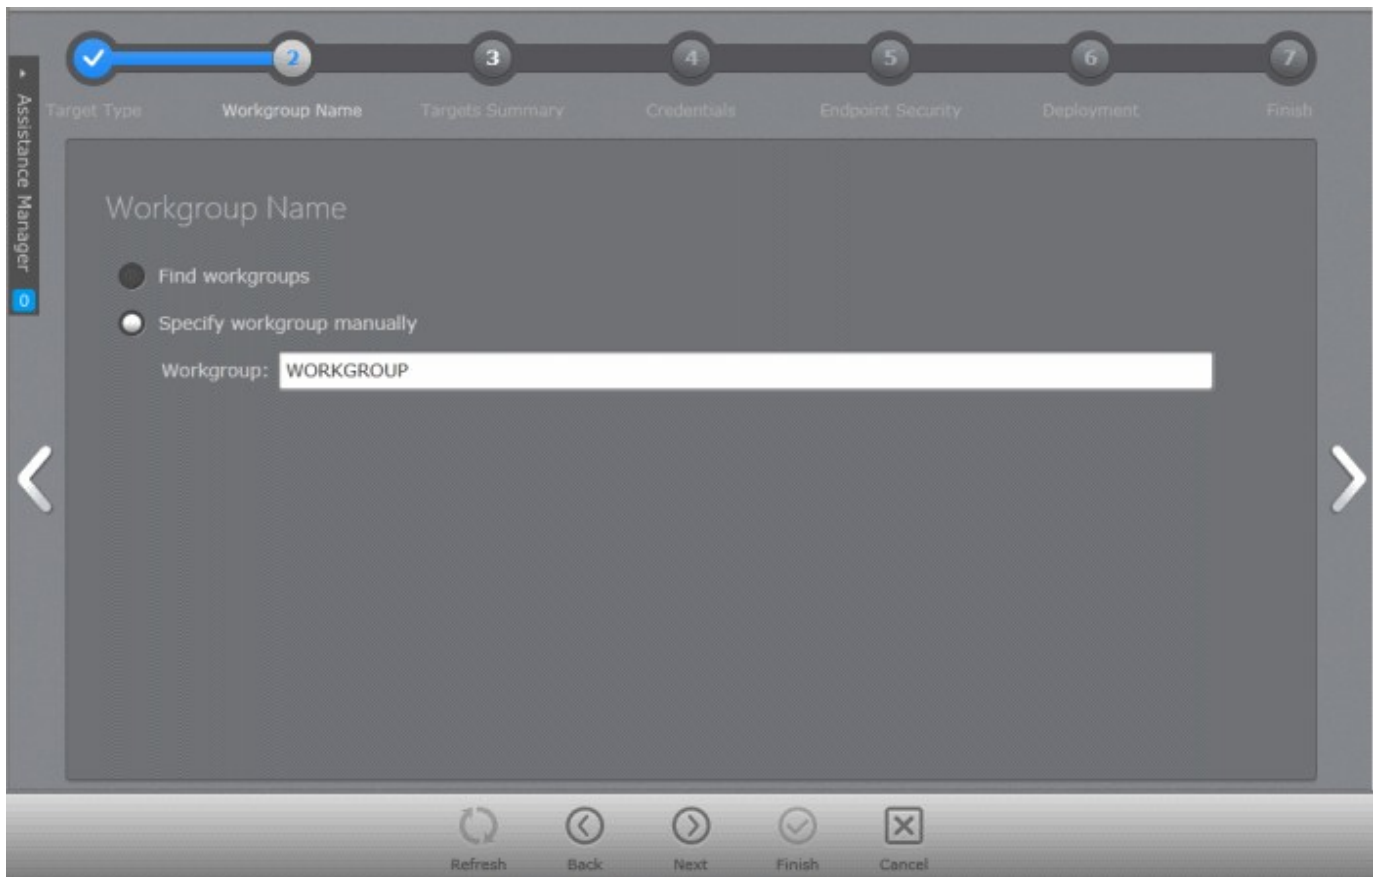 2 3 4 5 6 7
Target Type Workgroup Name Targets Summary Credentials Endpoint Security Deployment Finish
Assistance Manager
0
Workgroup Name
Find workgroups
Specify workgroup manually
Workgroup: WORKGROUP
Refresh Back Next Finish Cancel